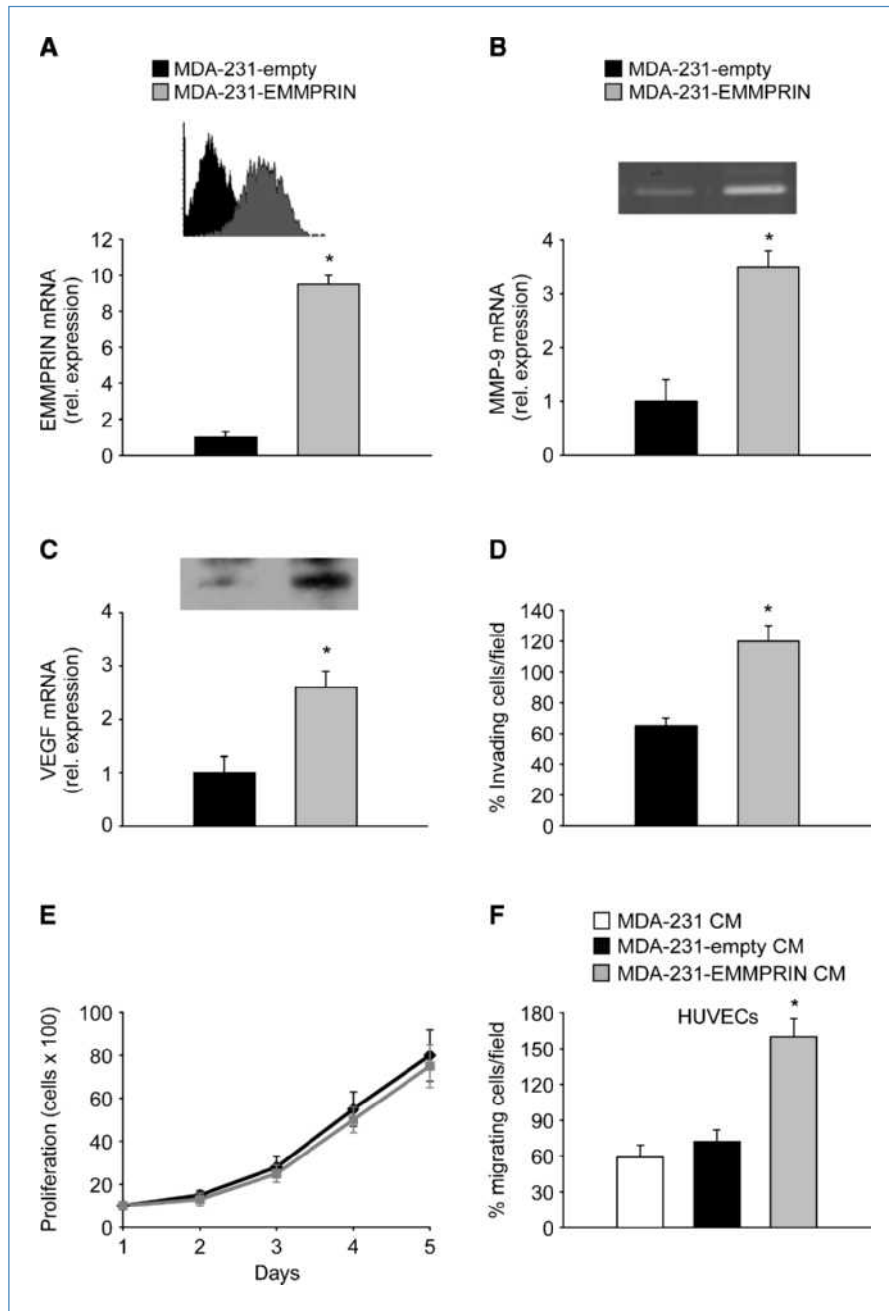 A
MDA-231-empty
MDA-231-EMMPRIN
EMMPRIN mRNA
(rel. expression)
12
10
8
6
4
2
0
*
B
MDA-231-empty
MDA-231-EMMPRIN
MMP-9 mRNA
(rel. expression)
4
3
2
1
0
*
C
VEGF mRNA
(rel. expression)
4
3
2
1
0
*
D
% Invading cells/field
140
120
100
80
60
120
20
0
*
E
Proliferation (cells x 100)
100
80
60
40
20
0
1
2
3
4
5
Days
F
MDA-231 CM
MDA-231-empty CM
MDA-231-EMMPRIN CM
HUVECs
% migrating cells/field
180
150
120
90
60
30
0
*